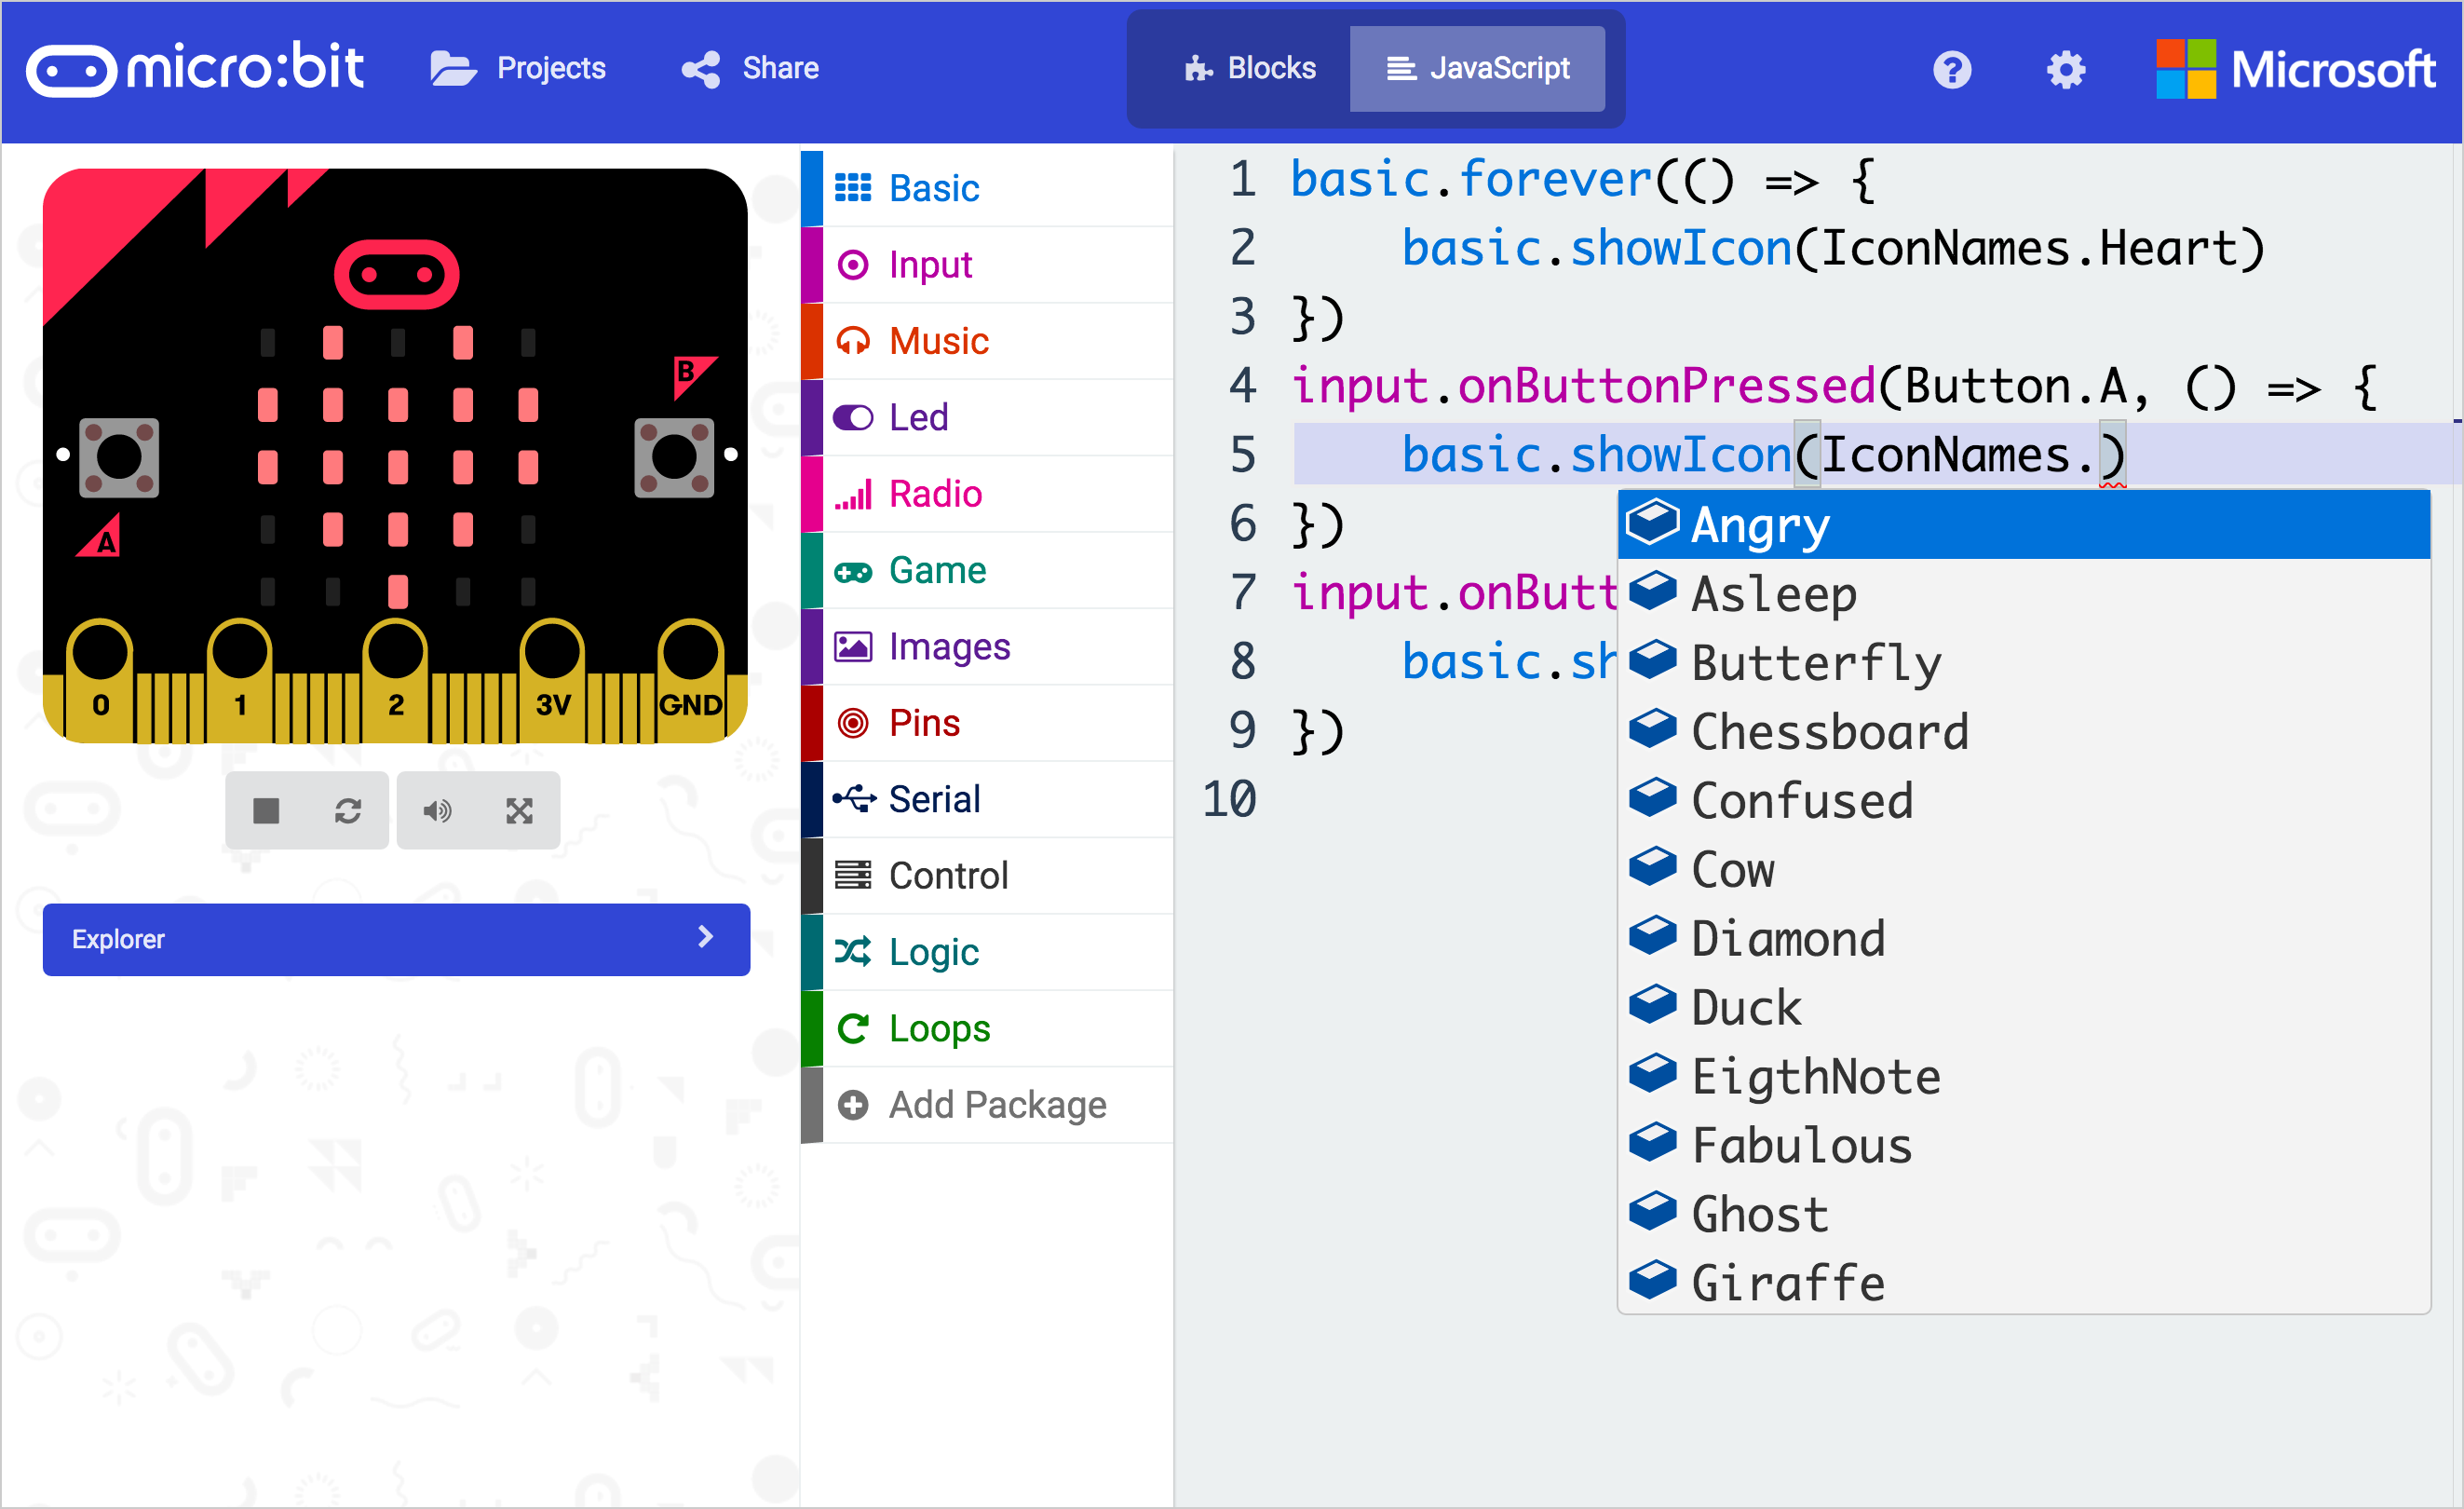 micro:bit
Projects
Share
Blocks
JavaScript
Microsoft
B
A
0
1
2
3V
GND
Explorer
Basic
Input
Music
Led
Radio
Game
Images
Pins
Serial
Control
Logic
Loops
Add Package
1 basic.forever(() => {
2 basic.showIcon(IconNames.Heart)
3 })
4 input.onButtonPressed(Button.A, () => {
5 basic.showIcon(IconNames.)
6 })
7 input.onButt
8 basic.sh
9 })
10
Angry
Asleep
Butterfly
Chessboard
Confused
Cow
Diamond
Duck
EigthNote
Fabulous
Ghost
Giraffe